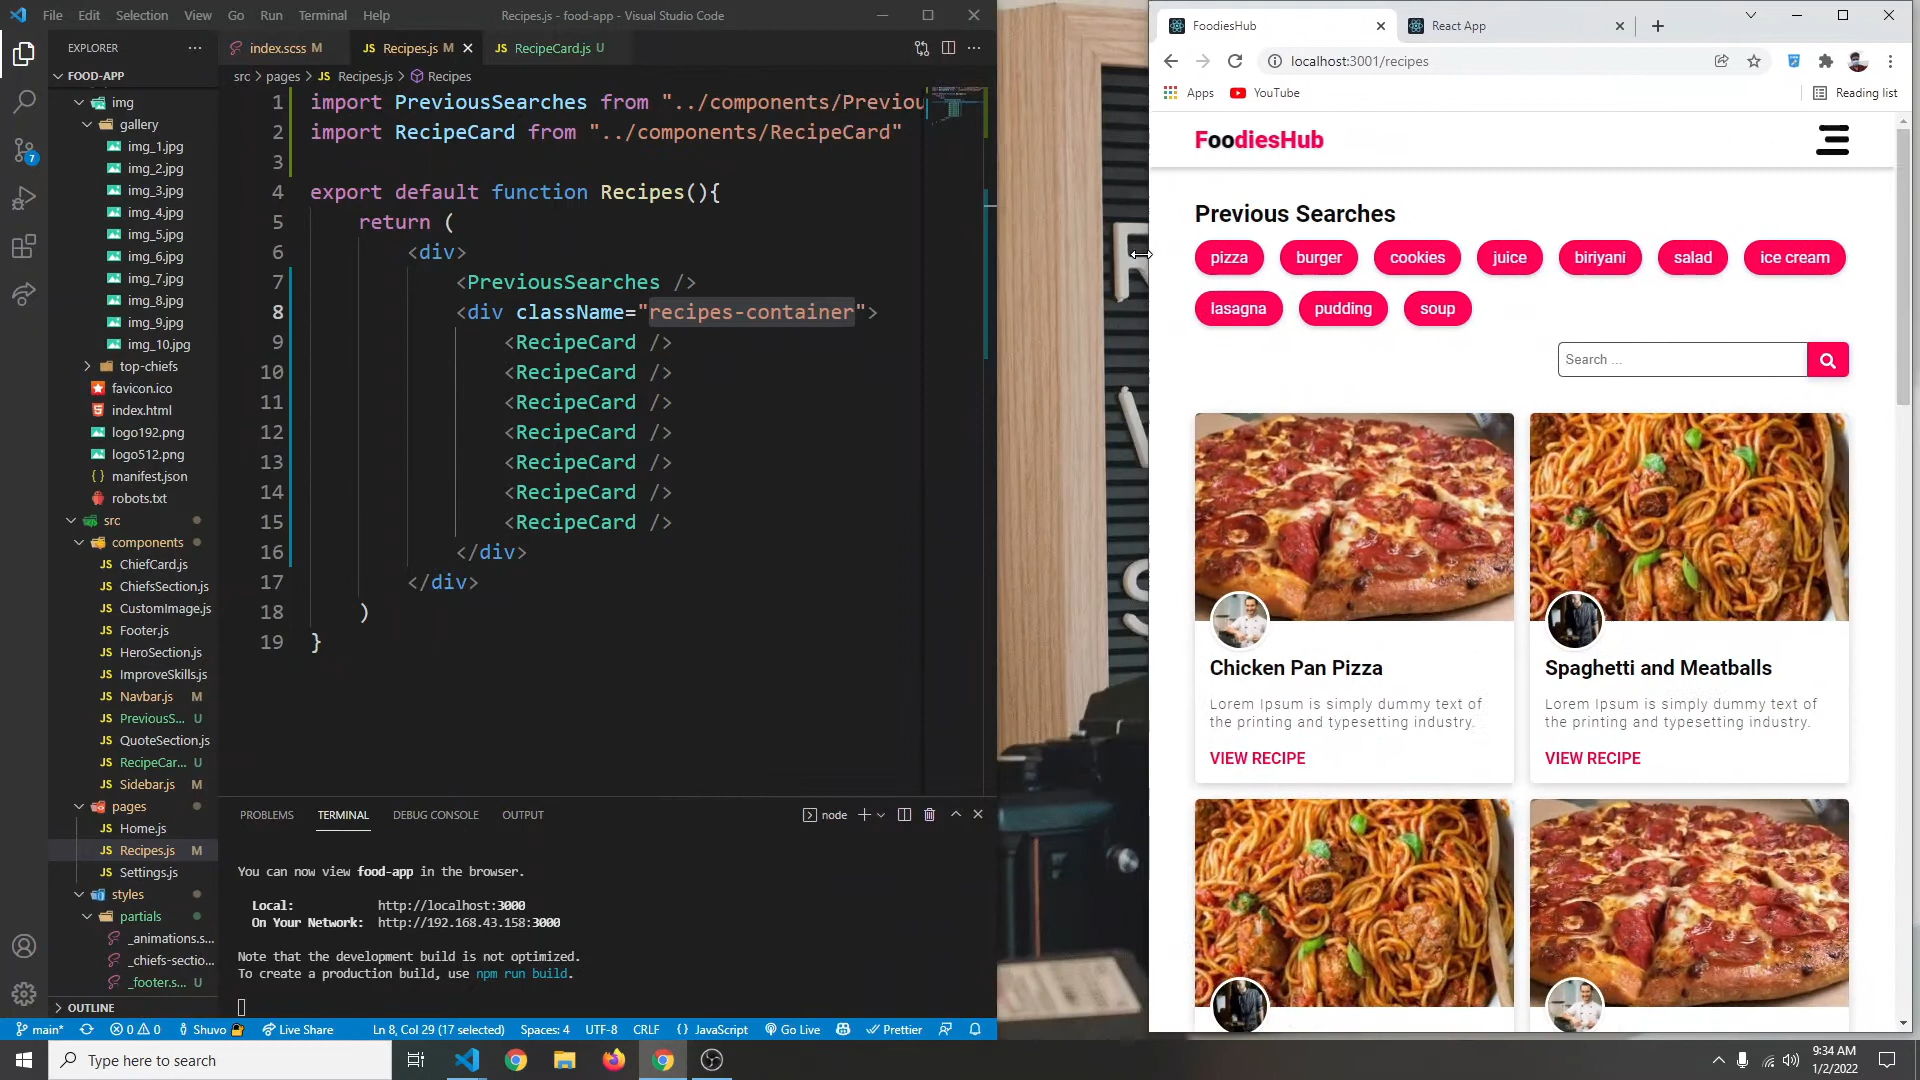 File Edit Selection View Go Run Terminal Help
Recipes.js - food-app - Visual Studio Code
EXPLORER
FOOD-APP
img
gallery
img_1.jpg
img_2.jpg
img_3.jpg
img_4.jpg
img_5.jpg
img_6.jpg
img_7.jpg
img_8.jpg
img_9.jpg
img_10.jpg
top-chiefs
favicon.ico
index.html
logo192.png
logo512.png
manifest.json
robots.txt
src
components
ChiefCard.js
ChiefsSection.js
CustomImage.js
Footer.js
HeroSection.js
ImproveSkills.js
Navbar.js M
PreviousS... U
QuoteSection.js
RecipeCar... U
Sidebar.js M
pages
Home.js
Recipes.js M
Settings.js
styles
partials
_animations.s...
_chiefs-sectio...
_footer.s... U
OUTLINE
7
index.scss M
JS Recipes.js M
JS RecipeCard.js U
src > pages > JS Recipes.js > Recipes
1 import PreviousSearches from "../components/Previou
2 import RecipeCard from "../components/RecipeCard"
3
4 export default function Recipes(){
5 return (
6 <div>
7 <PreviousSearches />
8 <div className="recipes-container">
9 <RecipeCard />
10 <RecipeCard />
11 <RecipeCard />
12 <RecipeCard />
13 <RecipeCard />
14 <RecipeCard />
15 <RecipeCard />
16 </div>
17 </div>
18 )
19 }
PROBLEMS TERMINAL DEBUG CONSOLE OUTPUT
node
You can now view food-app in the browser.
Local: http://localhost:3000
On Your Network: http://192.168.43.158:3000
Note that the development build is not optimized.
To create a production build, use npm run build.
main* 0 0 Shuvo Live Share
Ln 8, Col 29 (17 selected) Spaces: 4 UTF-8 CRLF JavaScript Go Live Prettier
FoodiesHub
React App
localhost:3001/recipes
Apps YouTube
Reading list
FoodiesHub
Previous Searches
pizza burger cookies juice biriyani salad ice cream
lasagna pudding soup
Search ...
Chicken Pan Pizza
Lorem Ipsum is simply dummy text of
the printing and typesetting industry.
VIEW RECIPE
Spaghetti and Meatballs
Lorem Ipsum is simply dummy text of
the printing and typesetting industry.
VIEW RECIPE
Type here to search
9:34 AM
1/2/2022